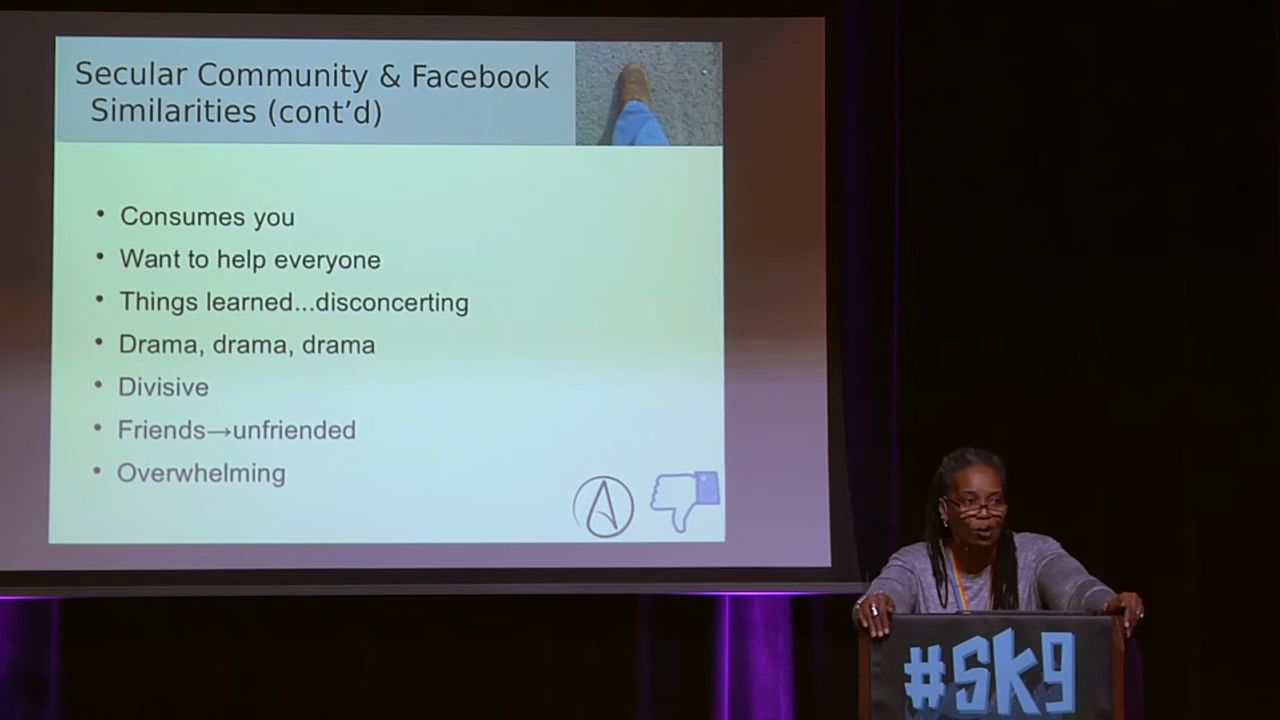 Secular Community & Facebook
Similarities (cont’d)
• Consumes you
• Want to help everyone
• Things learned...disconcerting
• Drama, drama, drama
• Divisive
• Friends→unfriended
• Overwhelming
#SK9